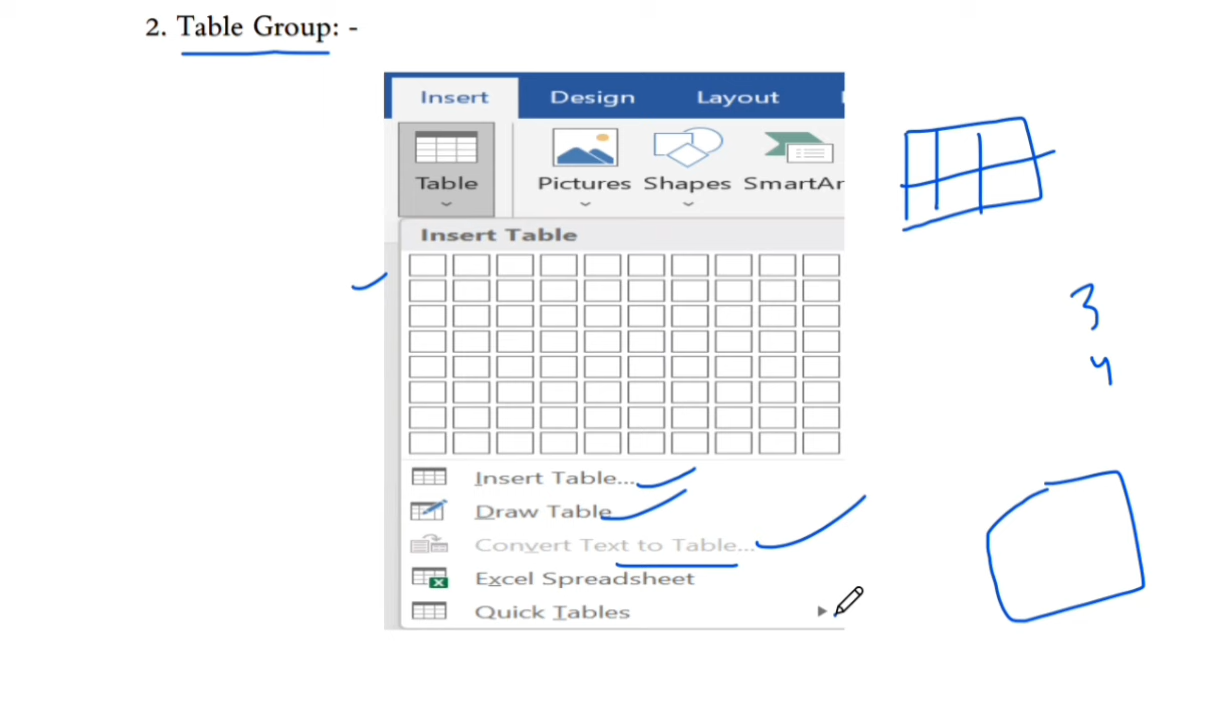 2. Table Group: -
Insert Design Layout
Table Pictures Shapes SmartAr
Insert Table
3
4
Insert Table...
Draw Table
Convert Text to Table...
Excel Spreadsheet
Quick Tables